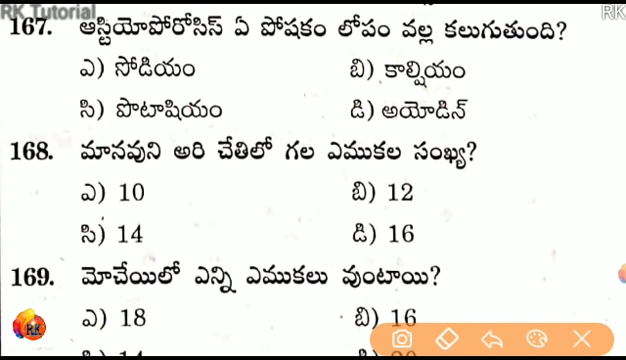 RK Tutorial
RK
167. ఆస్టియోపోరోసిస్ ఏ పోషకం లోపం వల్ల కలుగుతుంది?
ఎ) సోడియం బి) కాల్షియం
సి) పొటాషియం డి) అయోడిన్
168. మానవుని అరి చేతిలో గల ఎముకల సంఖ్య?
ఎ) 10 బి) 12
సి) 14 డి) 16
169. మోచేయిలో ఎన్ని ఎముకలు వుంటాయి?
RK ఎ) 18 బి) 16